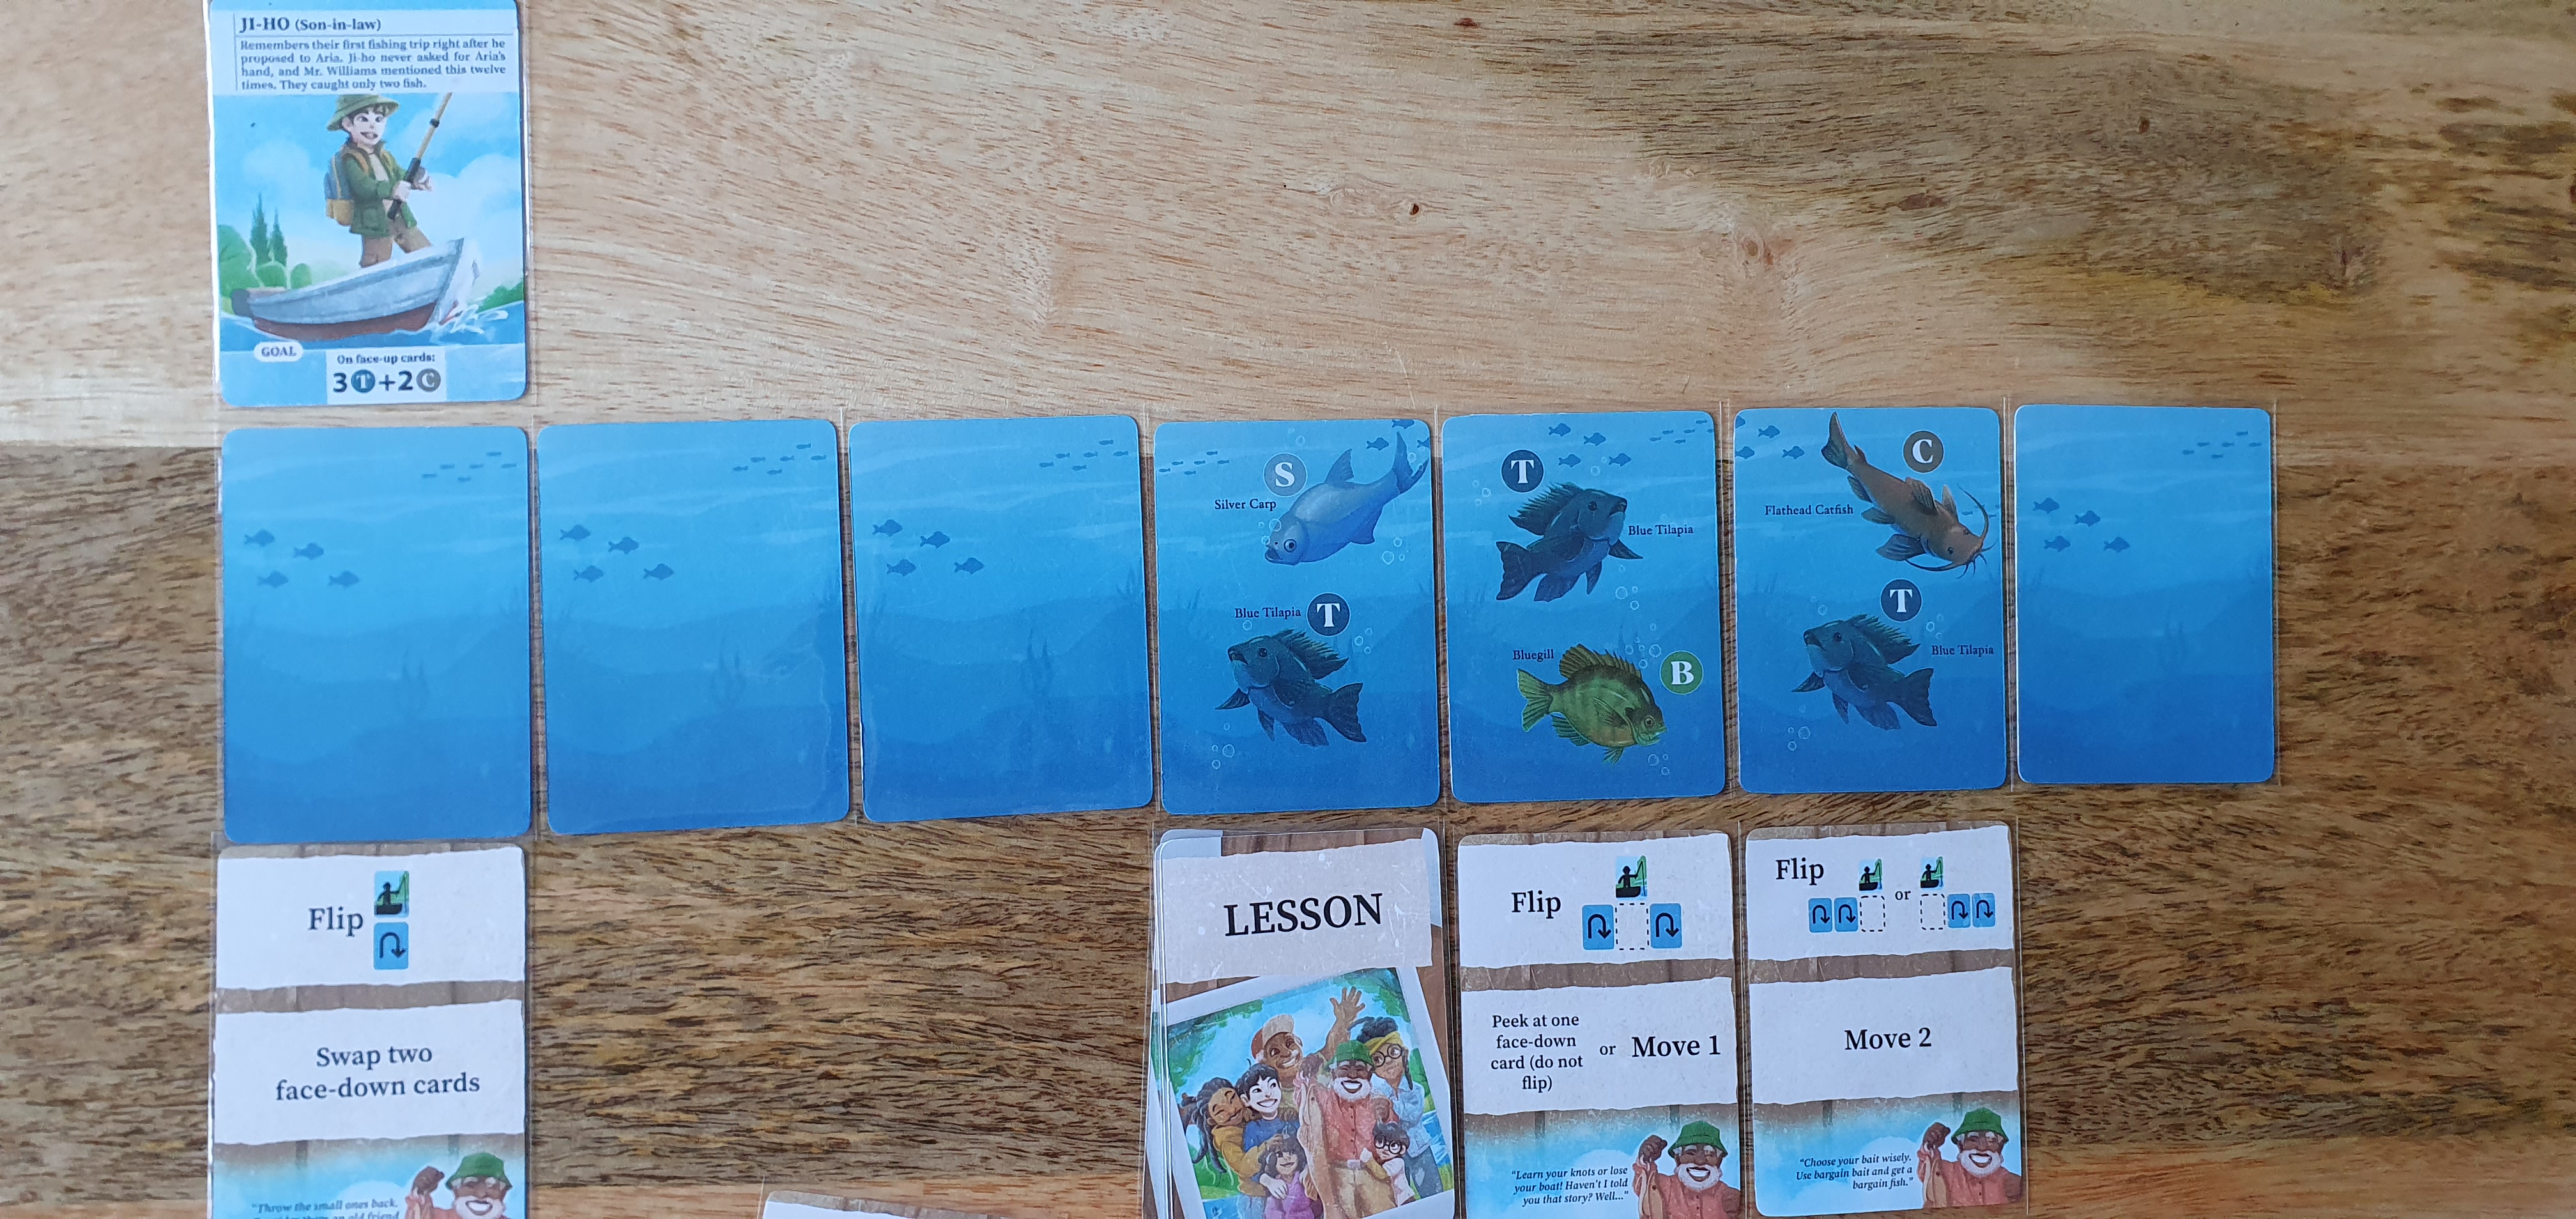 JI-HO (Son-in-law)
Remembers their first fishing trip right after he
proposed to Aria. Ji-ho never asked for Aria's
hand, and Mr. Williams mentioned this twelve
times. They caught only two fish.
GOAL
On face-up cards:
3T+2C
S
Silver Carp
Blue Tilapia T
T
Blue Tilapia
Bluegill
B
C
Flathead Catfish
T
Blue Tilapia
Flip
Swap two
face-down cards
"Throw the small ones back.
an old friend
LESSON
Flip
Peek at one
face-down
card (do not
flip)
or
Move 1
"Learn your knots or lose
your boat! Haven't I told
you that story? Well..."
Flip
or
Move 2
"Choose your bait wisely.
Use bargain bait and get a
bargain fish."